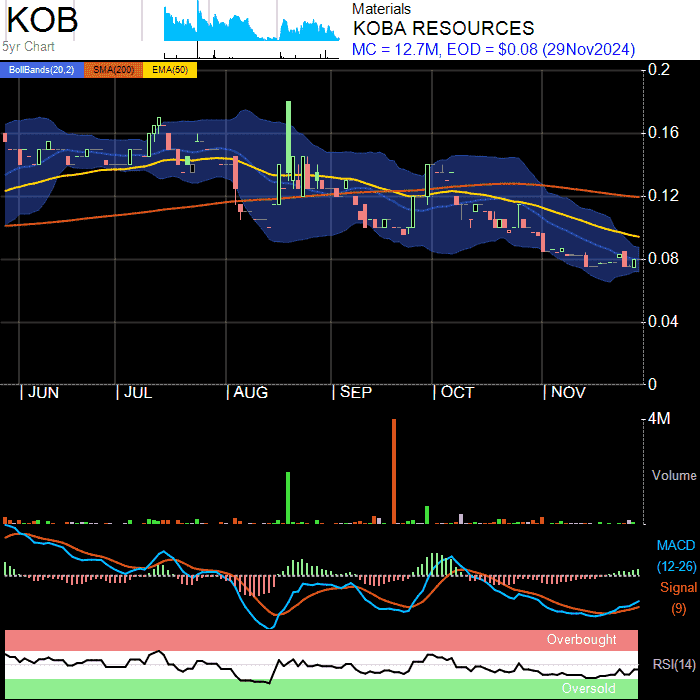 KOB
5yr Chart
Materials
KOBA RESOURCES
MC = 12.7M, EOD = $0.08 (29Nov2024)
BollBands(20,2) SMA(200) EMA(50)
0.2
0.16
0.12
0.08
0.04
0
JUN JUL AUG SEP OCT NOV
4M
Volume
MACD
(12-26)
Signal
(9)
Overbought
RSI(14)
Oversold